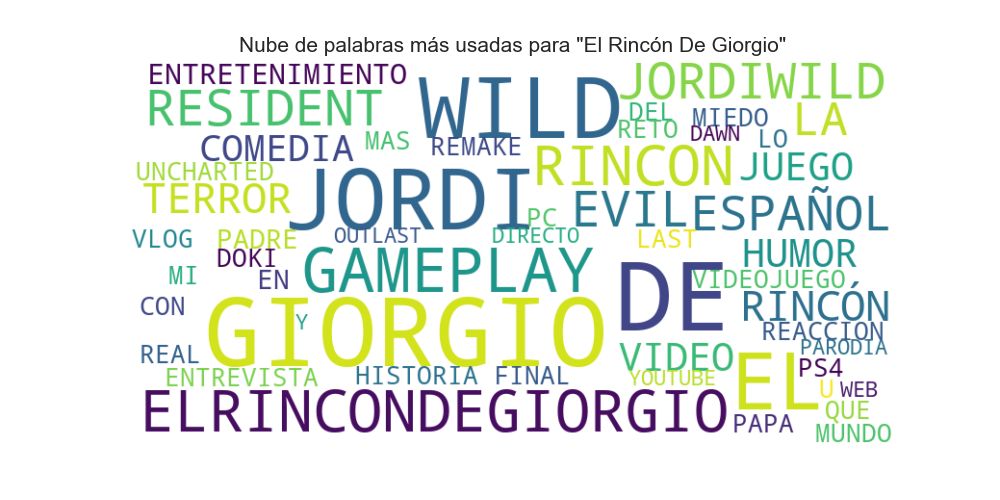 Nube de palabras más usadas para "El Rincón De Giorgio"
ENTRETENIMIENTO
WILD
JORDIWILD
RESIDENT
DEL
MIEDO
LA
COMEDIA
MAS
REMAKE
RETO
DAWN
LO
UNCHARTED
RINCON
JUEGO
TERROR
JORDI
PC
EVIL
ESPAÑOL
VLOG
PADRE
OUTLAST
DIRECTO
LAST
HUMOR
DOKI
MI
EN
GAMEPLAY
DE
VIDEOJUEGO
CON
GIORGIO
Y
RINCÓN
REACCION
REAL
VIDEO
PARODIA
ENTREVISTA
HISTORIA
FINAL
YOUTUBE
EL
PS4
U
WEB
ELRINCONDEGIORGIO
PAPA
QUE
MUNDO